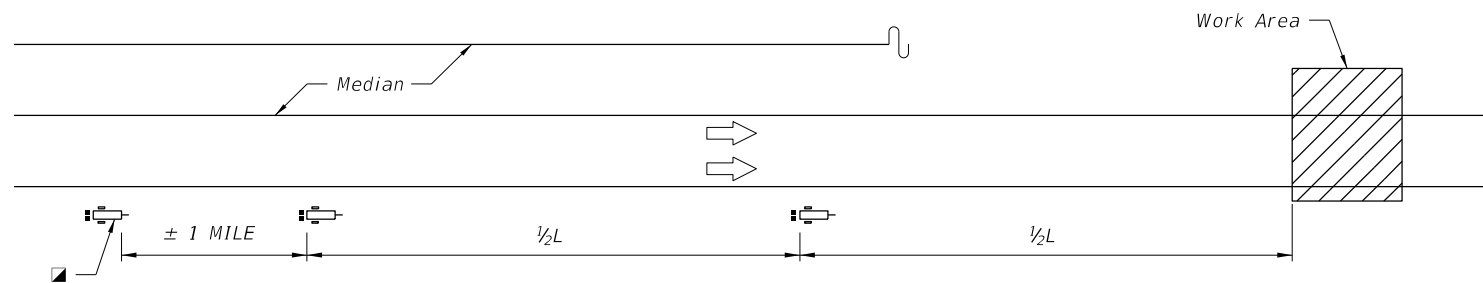 Work Area
Median
± 1 MILE
½L
½L